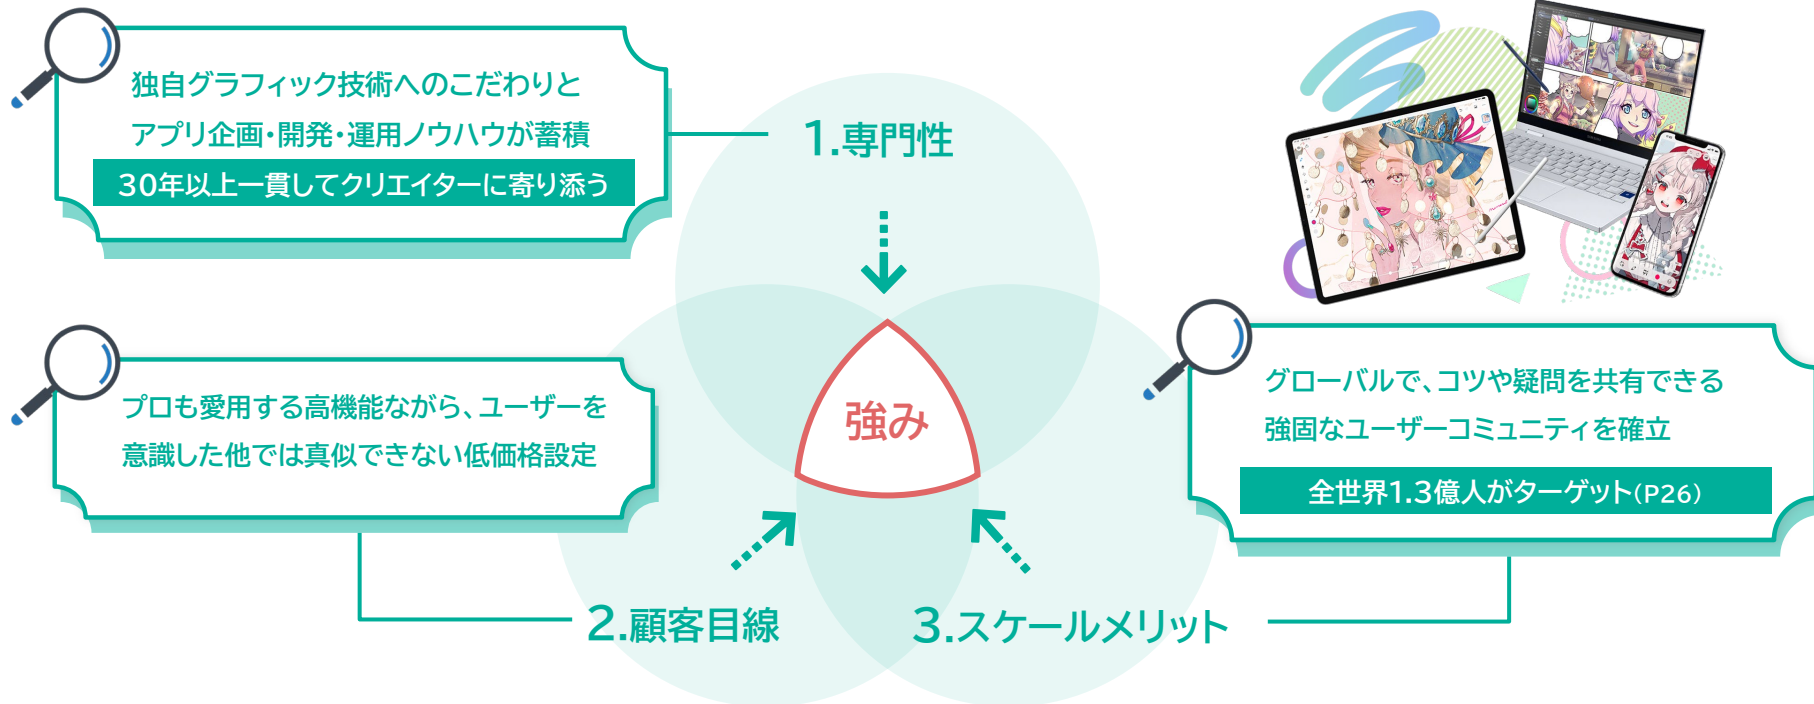 独自グラフィック技術へのこだわりと
アプリ企画・開発・運用ノウハウが蓄積
30年以上一貫してクリエイターに寄り添う
1.専門性
プロも愛用する高機能ながら、ユーザーを
意識した他では真似できない低価格設定
強み
グローバルで、コツや疑問を共有できる
強固なユーザーコミュニティを確立
全世界1.3億人がターゲット(P26)
2.顧客目線
3.スケールメリット